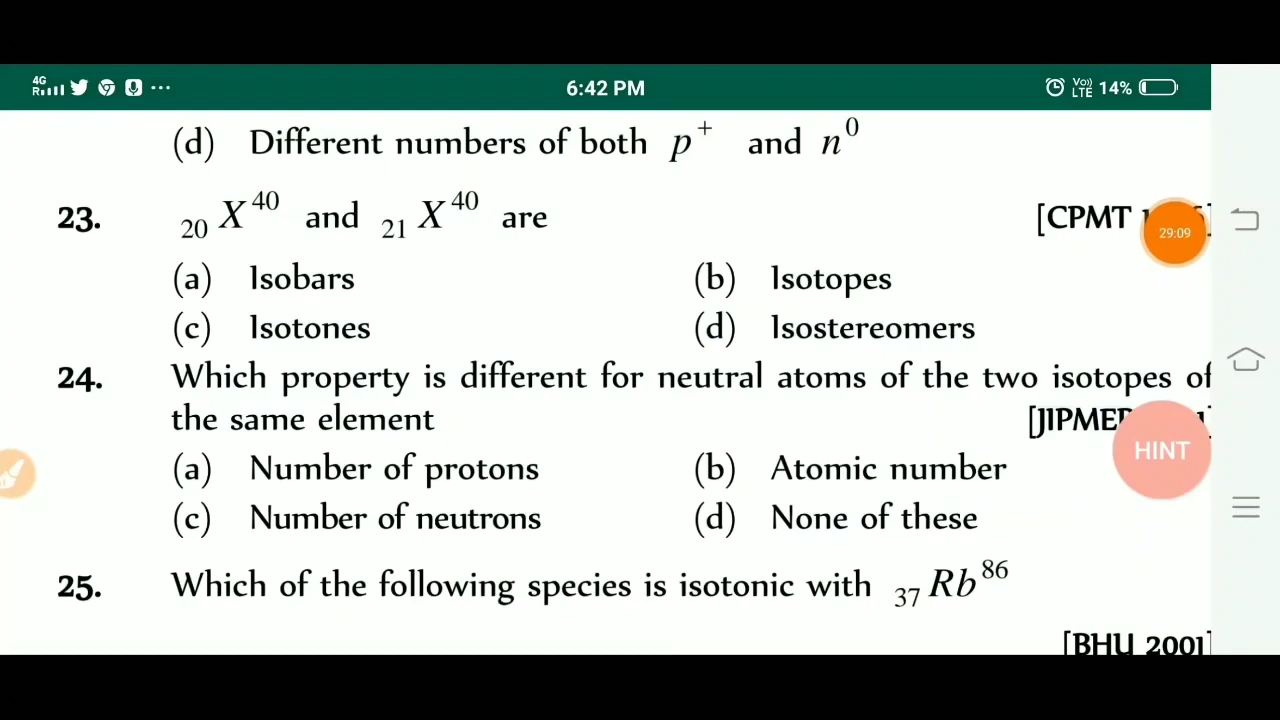 4G
R
6:42 PM
Vo))
LTE 14%
(d) Different numbers of both p⁺ and n⁰
23. ₂₀X⁴⁰ and ₂₁X⁴⁰ are [CPMT
29:09
(a) Isobars (b) Isotopes
(c) Isotones (d) Isostereomers
24. Which property is different for neutral atoms of the two isotopes of
the same element
HINT
(a) Number of protons (b) Atomic number
(c) Number of neutrons (d) None of these
25. Which of the following species is isotonic with ₃₇Rb⁸⁶
[BHU 2001]